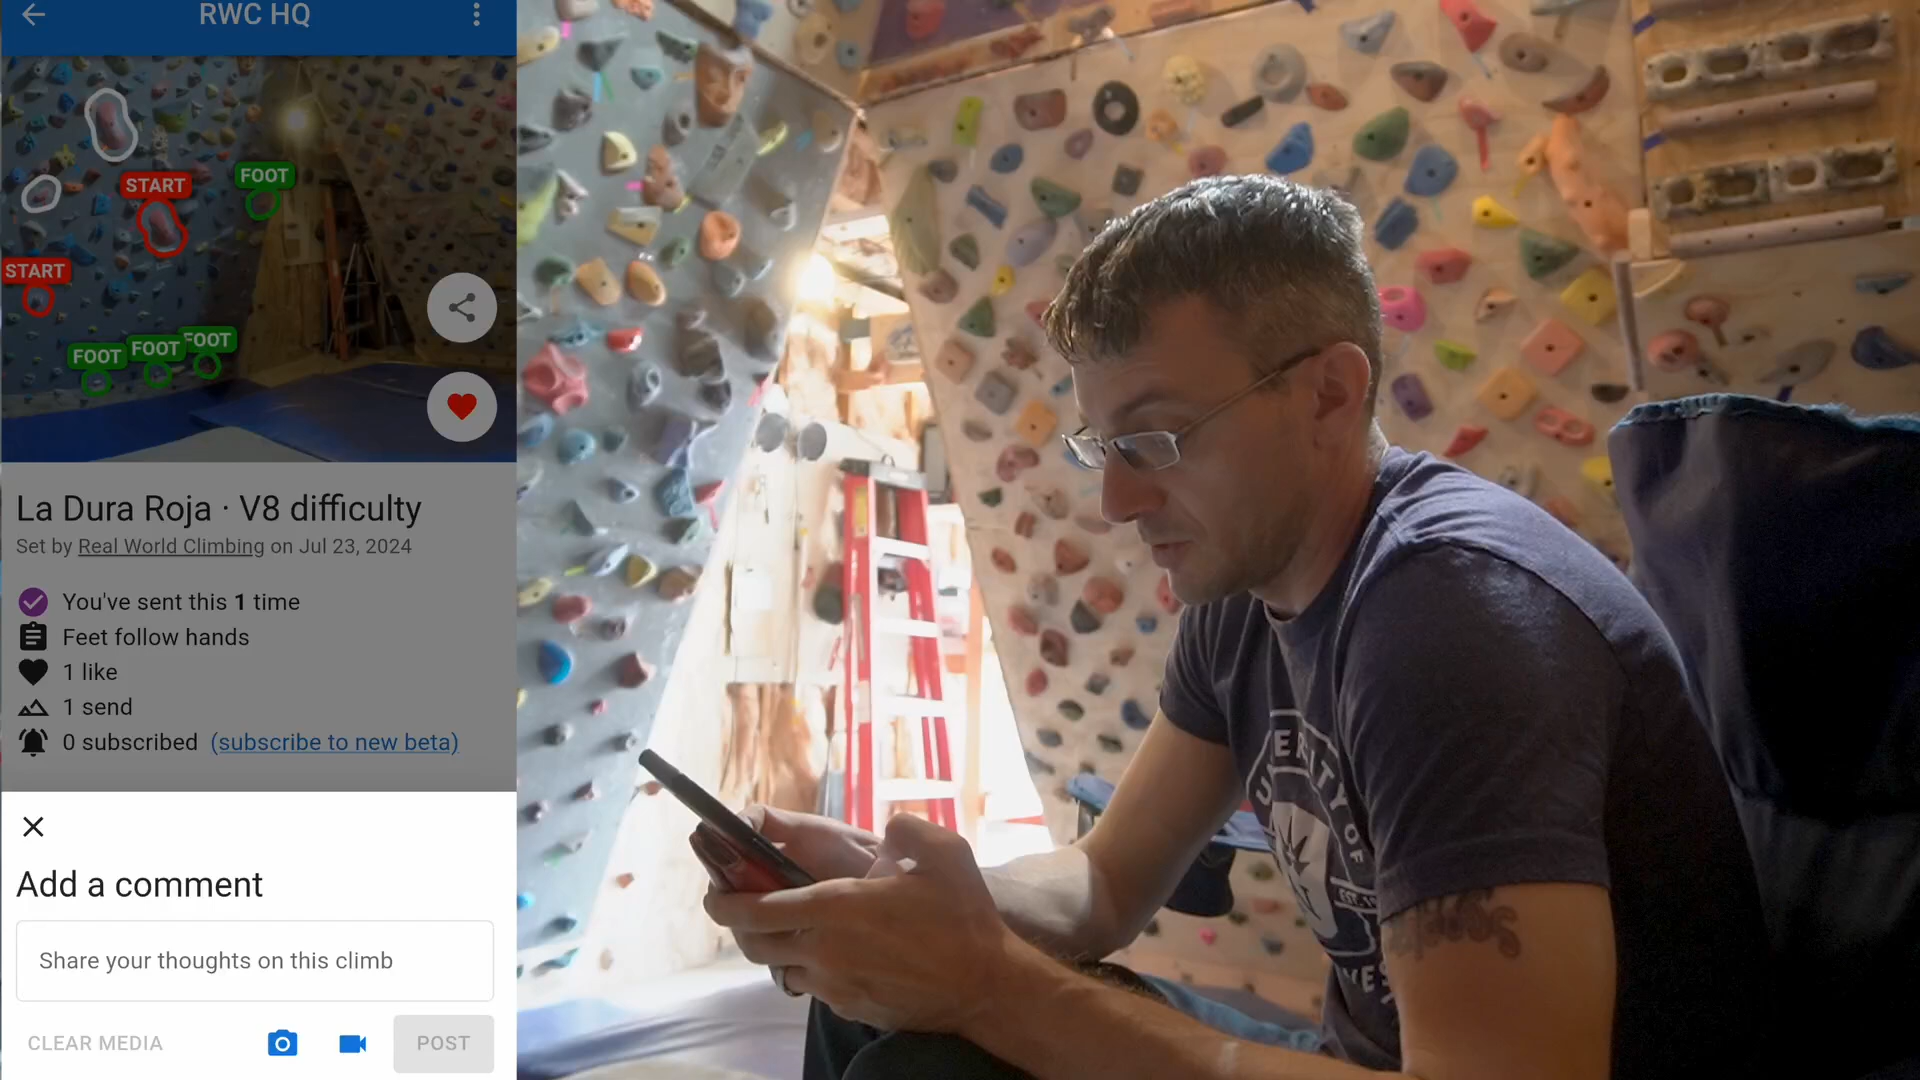 RWC HQ
START
FOOT
START
FOOT
FOOT
FOOT
La Dura Roja · V8 difficulty
Set by Real World Climbing on Jul 23, 2024
You've sent this 1 time
Feet follow hands
1 like
1 send
0 subscribed (subscribe to new beta)
Add a comment
Share your thoughts on this climb
CLEAR MEDIA
POST